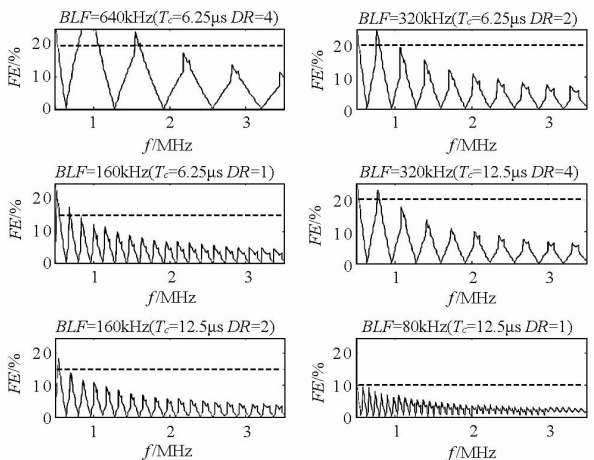 BLF=640kHz(Tc=6.25μs DR=4)
FE/%
20
10
0
1 2 3
f/MHz
BLF=320kHz(Tc=6.25μs DR=2)
FE/%
20
10
0
1 2 3
f/MHz
BLF=160kHz(Tc=6.25μs DR=1)
FE/%
20
10
0
1 2 3
f/MHz
BLF=320kHz(Tc=12.5μs DR=4)
FE/%
20
10
0
1 2 3
f/MHz
BLF=160kHz(Tc=12.5μs DR=2)
FE/%
20
10
0
1 2 3
f/MHz
BLF=80kHz(Tc=12.5μs DR=1)
FE/%
20
10
0
1 2 3
f/MHz